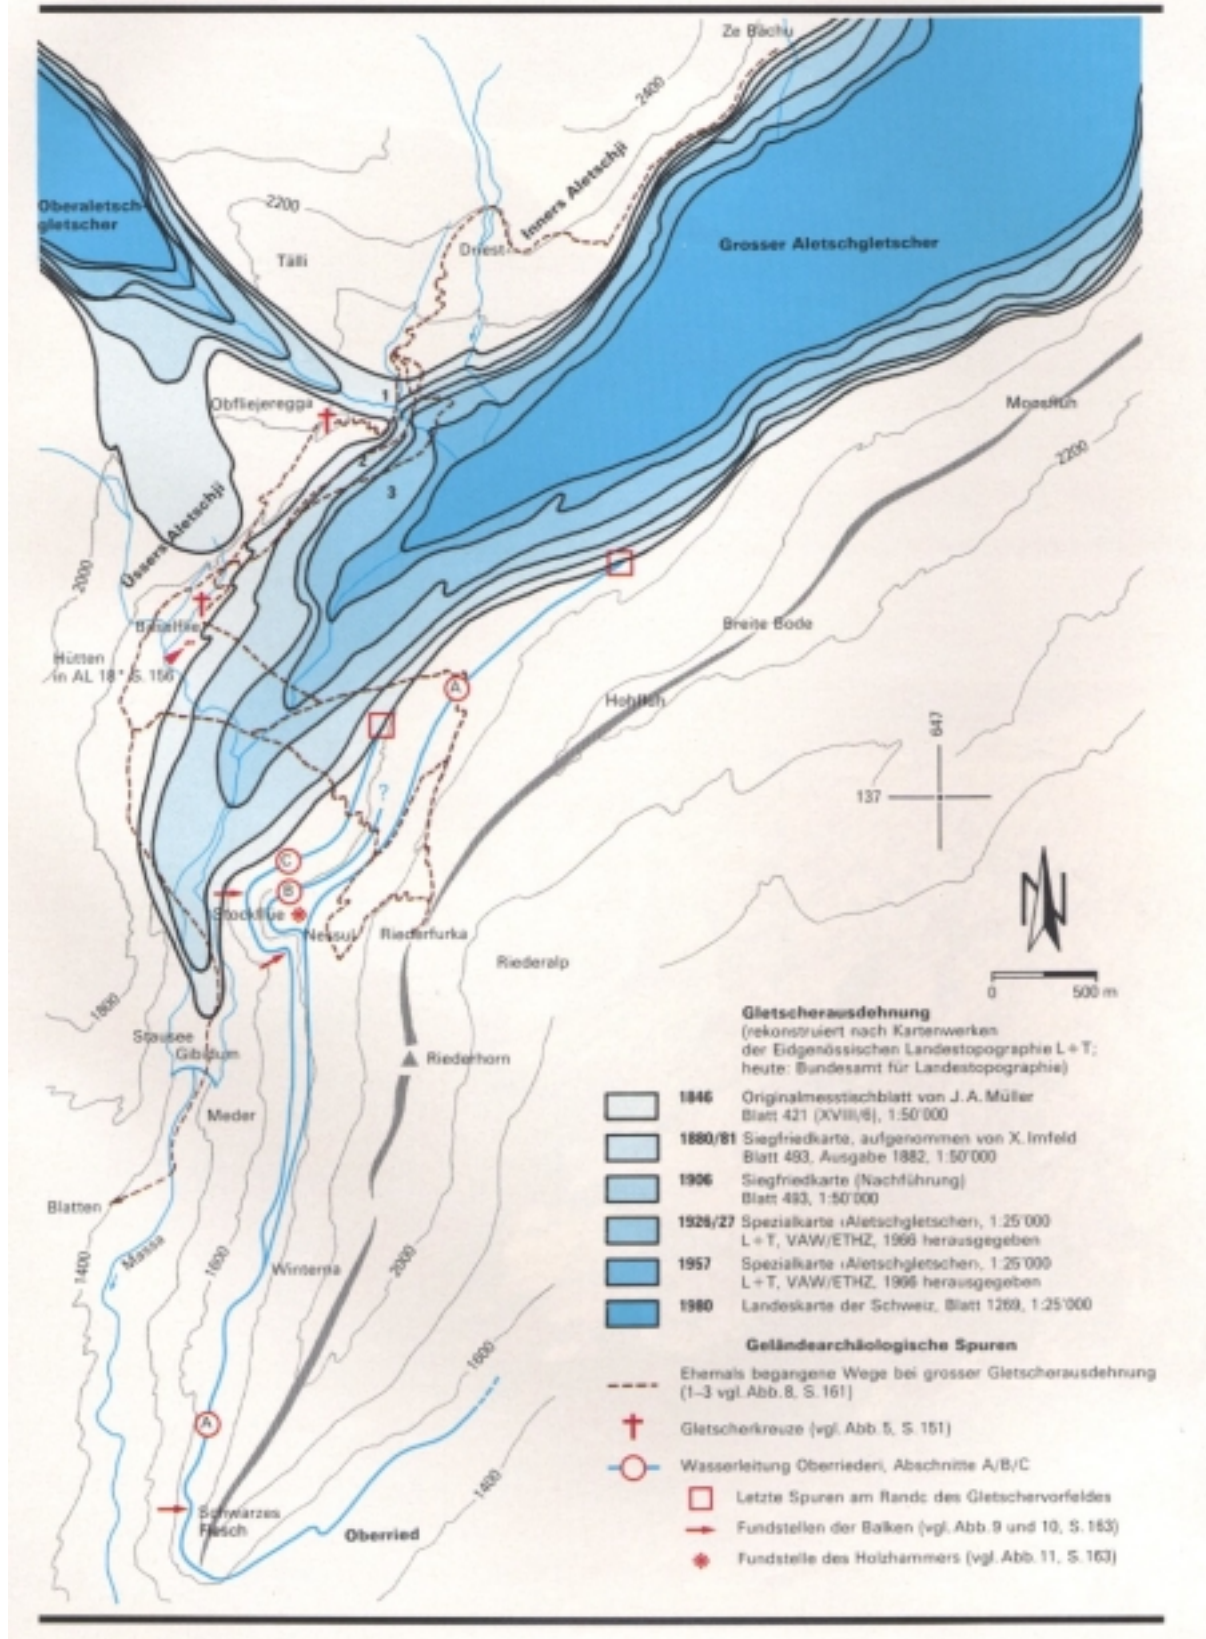 Ze Bächu
2400
Oberaletsch-
gletscher
2200
Tälli
Driest
Inners Aletschji
Grosser Aletschgletscher
1
Obfliejeregga
2
3
Moosfluh
2200
Üssers Aletschji
2000
Breite Bode
Hütten
in AL 18° S. 156
A
Hohfluh
647
137
?
C
B
Stockflüe
Nessul
Riederfurka
Riederalp
N
0 500 m
1800
Stausee
Gibidum
Riederhorn
Meder
Blatten
Massa
1400
1600
Winterna
2000
1600
A
1400
Schwarzes
Flesch
Oberried
Gletscherausdehnung
(rekonstruiert nach Kartenwerken
der Eidgenössischen Landestopographie L+T;
heute: Bundesamt für Landestopographie)
1846 Originalmesstischblatt von J. A. Müller
Blatt 421 (XVIII/6), 1:50'000
1880/81 Siegfriedkarte, aufgenommen von X. Imfeld
Blatt 493, Ausgabe 1882, 1:50'000
1906 Siegfriedkarte (Nachführung)
Blatt 493, 1:50'000
1926/27 Spezialkarte ‹Aletschgletscher›, 1:25'000
L+T, VAW/ETHZ, 1966 herausgegeben
1957 Spezialkarte ‹Aletschgletscher›, 1:25'000
L+T, VAW/ETHZ, 1966 herausgegeben
1980 Landeskarte der Schweiz, Blatt 1269, 1:25'000
Geländearchäologische Spuren
Ehemals begangene Wege bei grosser Gletscherausdehnung
(1–3 vgl. Abb. 8, S. 161)
Gletscherkreuze (vgl. Abb. 5, S. 151)
Wasserleitung Oberriederi, Abschnitte A/B/C
Letzte Spuren am Rande des Gletschervorfeldes
Fundstellen der Balken (vgl. Abb. 9 und 10, S. 163)
Fundstelle des Holzhammers (vgl. Abb. 11, S. 163)